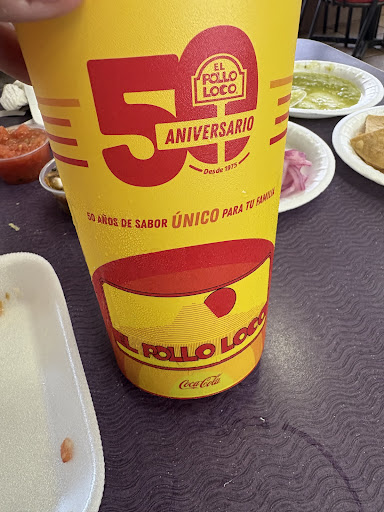 50
EL
POLLO
LOCO
ANIVERSARIO
Desde 1975
50 AÑOS DE SABOR ÚNICO PARA TU FAMILIA
EL POLLO LOCO
Coca-Cola